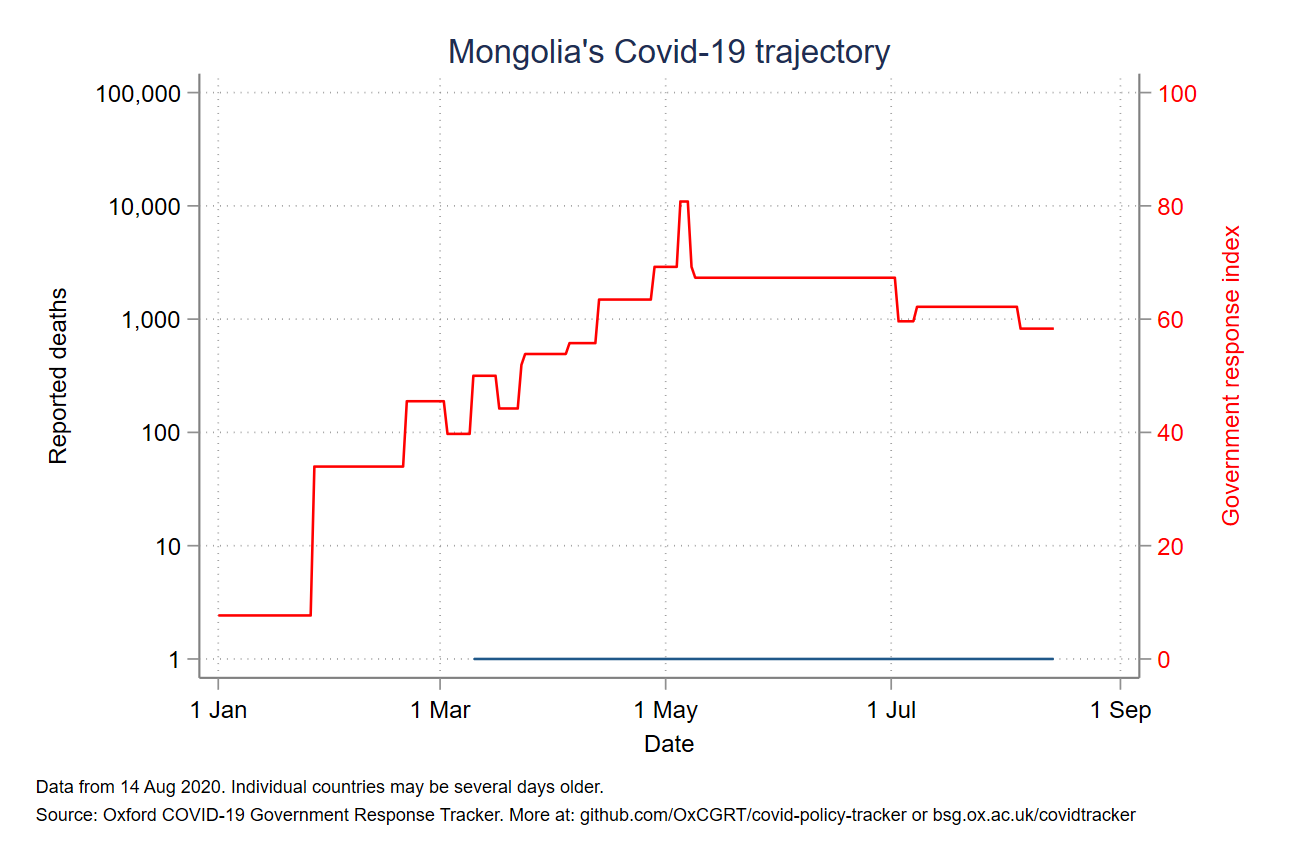 Mongolia's Covid-19 trajectory
100,000
10,000
1,000
100
10
1
Reported deaths
100
80
60
40
20
0
Government response index
1 Jan
1 Mar
1 May
1 Jul
1 Sep
Date
Data from 14 Aug 2020. Individual countries may be several days older.
Source: Oxford COVID-19 Government Response Tracker. More at: github.com/OxCGRT/covid-policy-tracker or bsg.ox.ac.uk/covidtracker